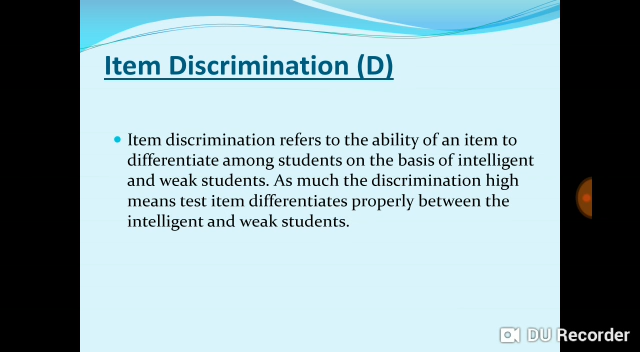 Item Discrimination (D)
Item discrimination refers to the ability of an item to
differentiate among students on the basis of intelligent
and weak students. As much the discrimination high
means test item differentiates properly between the
intelligent and weak students.
DU Recorder